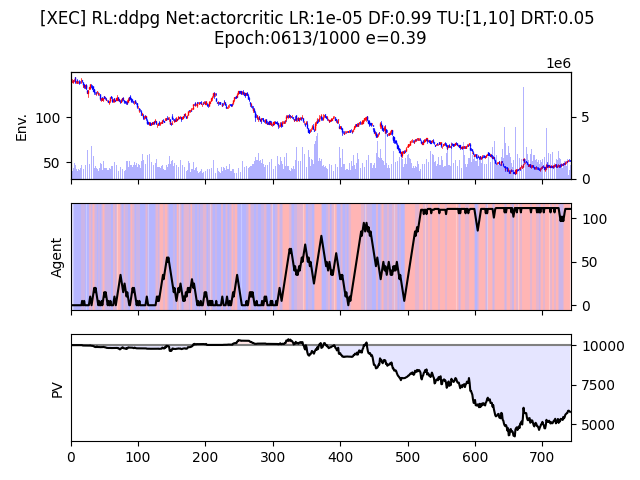 [XEC] RL:ddpg Net:actorcritic LR:1e-05 DF:0.99 TU:[1,10] DRT:0.05
Epoch:0613/1000 e=0.39
1e6
Env.
100
50
5
0
Agent
100
50
0
PV
10000
7500
5000
0 100 200 300 400 500 600 700